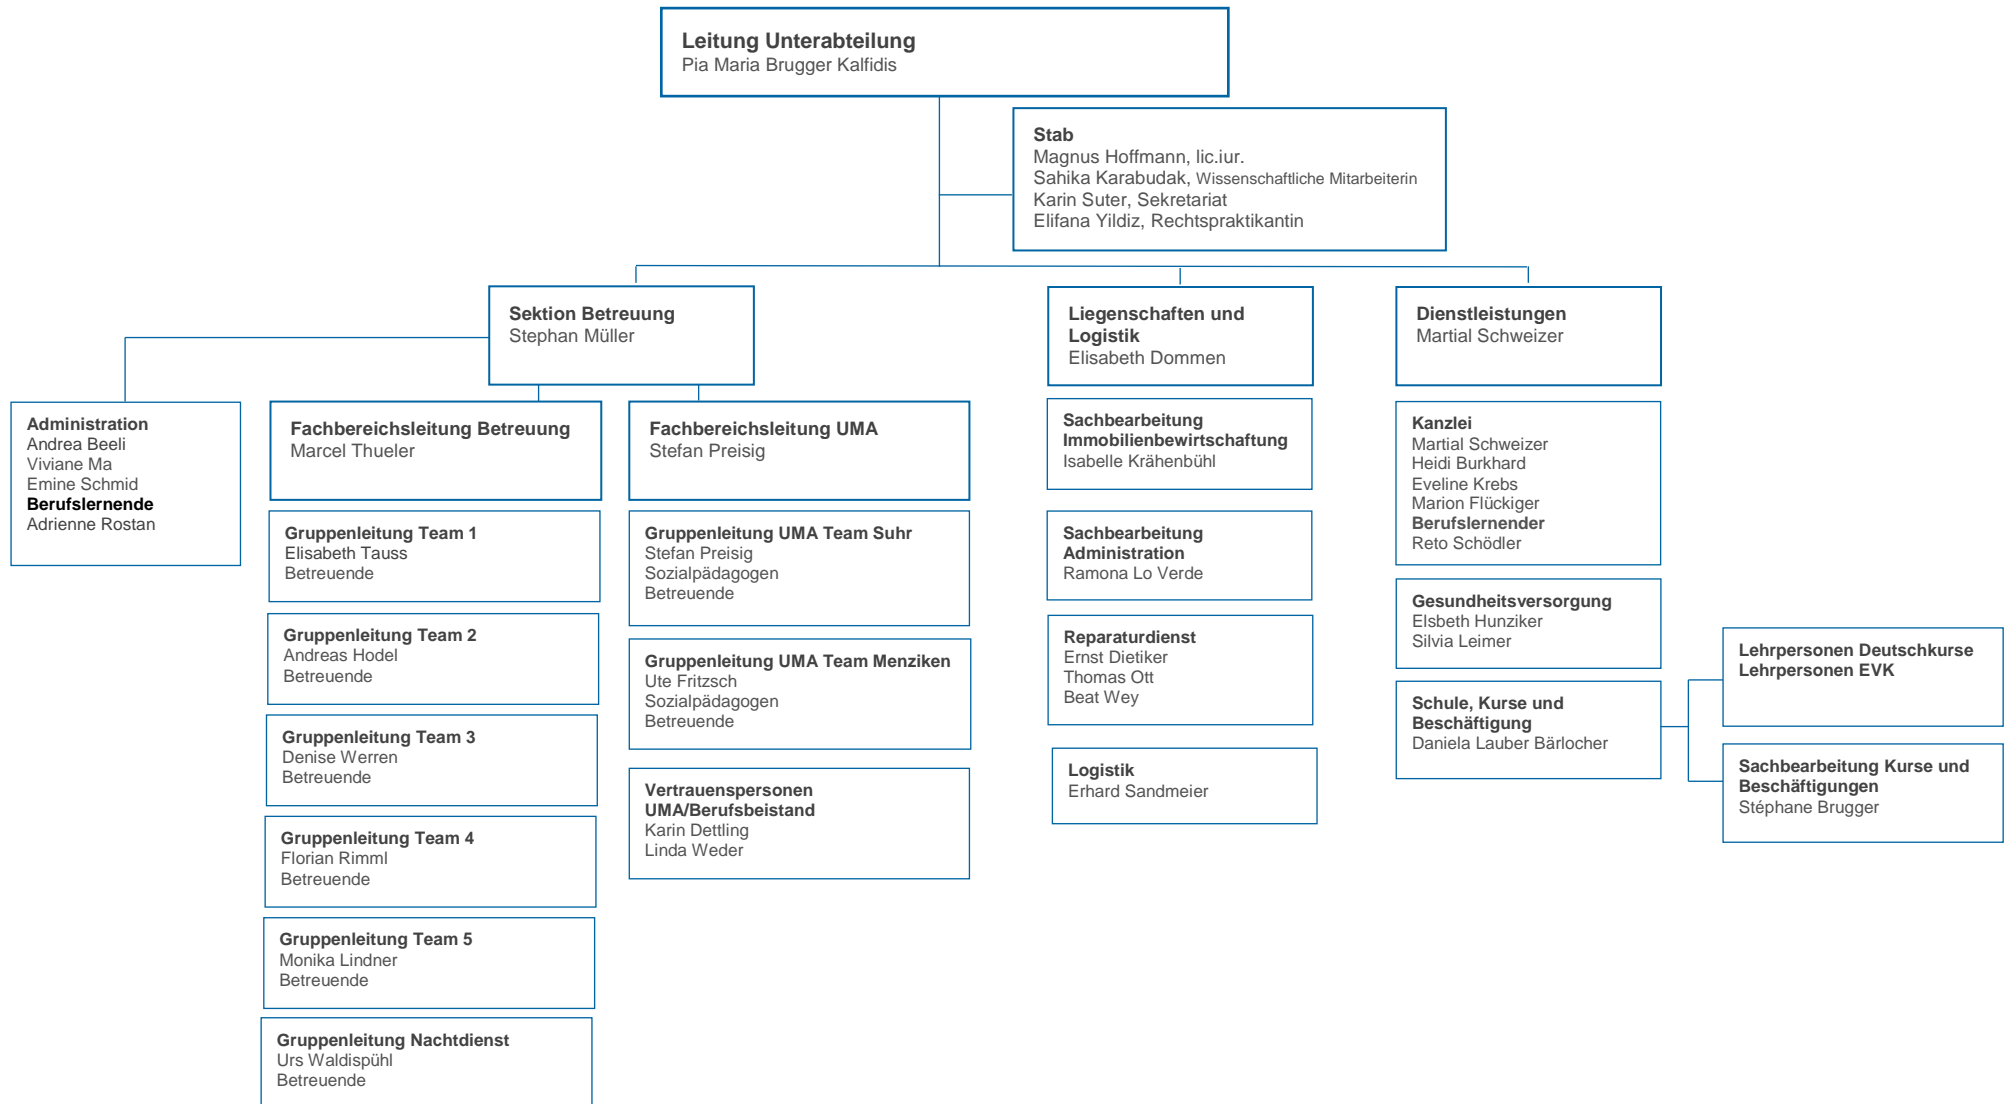 Leitung Unterabteilung
Pia Maria Brugger Kalfidis
Stab
Magnus Hoffmann, lic.iur.
Sahika Karabudak, Wissenschaftliche Mitarbeiterin
Karin Suter, Sekretariat
Elifana Yildiz, Rechtspraktikantin
Sektion Betreuung
Stephan Müller
Liegenschaften und
Logistik
Elisabeth Dommen
Dienstleistungen
Martial Schweizer
Administration
Andrea Beeli
Viviane Ma
Emine Schmid
Berufslernende
Adrienne Rostan
Fachbereichsleitung Betreuung
Marcel Thueler
Gruppenleitung Team 1
Elisabeth Tauss
Betreuende
Gruppenleitung Team 2
Andreas Hodel
Betreuende
Gruppenleitung Team 3
Denise Werren
Betreuende
Gruppenleitung Team 4
Florian Rimml
Betreuende
Gruppenleitung Team 5
Monika Lindner
Betreuende
Gruppenleitung Nachtdienst
Urs Waldispühl
Betreuende
Fachbereichsleitung UMA
Stefan Preisig
Gruppenleitung UMA Team Suhr
Stefan Preisig
Sozialpädagogen
Betreuende
Gruppenleitung UMA Team Menziken
Ute Fritzsch
Sozialpädagogen
Betreuende
Vertrauenspersonen
UMA/Berufsbeistand
Karin Dettling
Linda Weder
Sachbearbeitung
Immobilienbewirtschaftung
Isabelle Krähenbühl
Sachbearbeitung
Administration
Ramona Lo Verde
Reparaturdienst
Ernst Dietiker
Thomas Ott
Beat Wey
Logistik
Erhard Sandmeier
Kanzlei
Martial Schweizer
Heidi Burkhard
Eveline Krebs
Marion Flückiger
Berufslernender
Reto Schödler
Gesundheitsversorgung
Elsbeth Hunziker
Silvia Leimer
Schule, Kurse und
Beschäftigung
Daniela Lauber Bärlocher
Lehrpersonen Deutschkurse
Lehrpersonen EVK
Sachbearbeitung Kurse und
Beschäftigungen
Stéphane Brugger